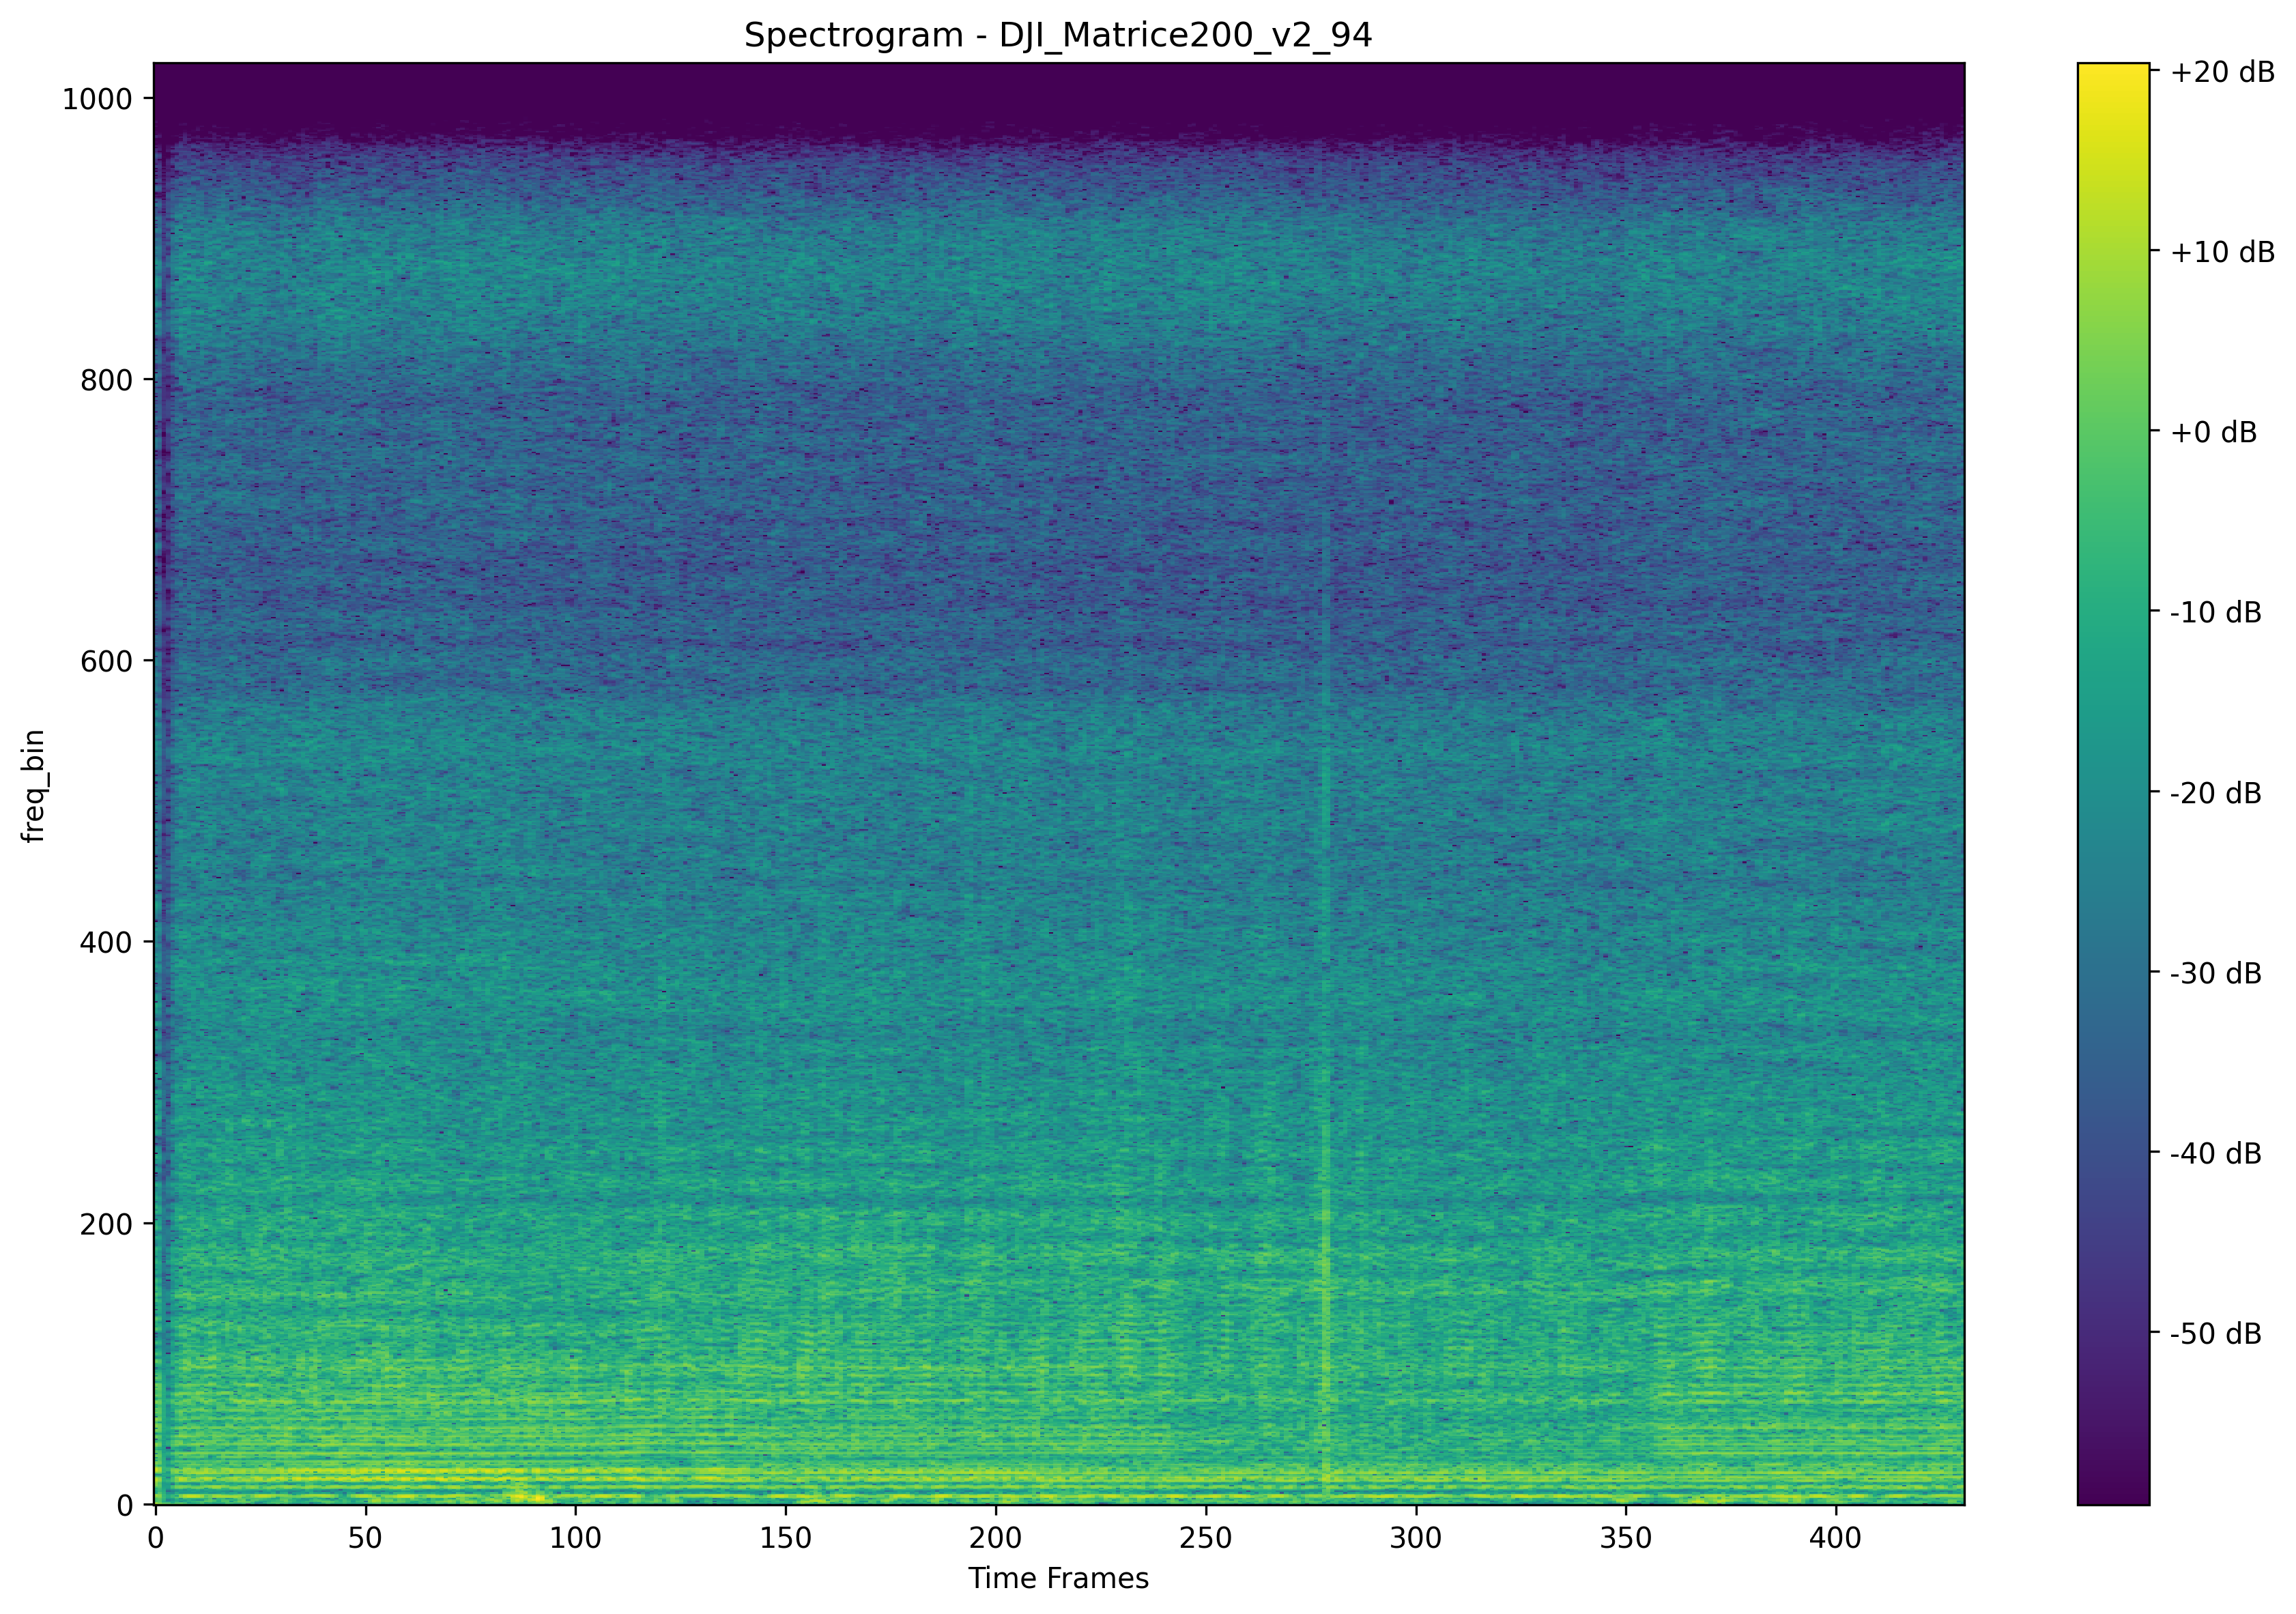 Spectrogram - DJI_Matrice200_v2_94
1000
800
600
400
200
0
freq_bin
0 50 100 150 200 250 300 350 400
Time Frames
+20 dB
+10 dB
+0 dB
-10 dB
-20 dB
-30 dB
-40 dB
-50 dB